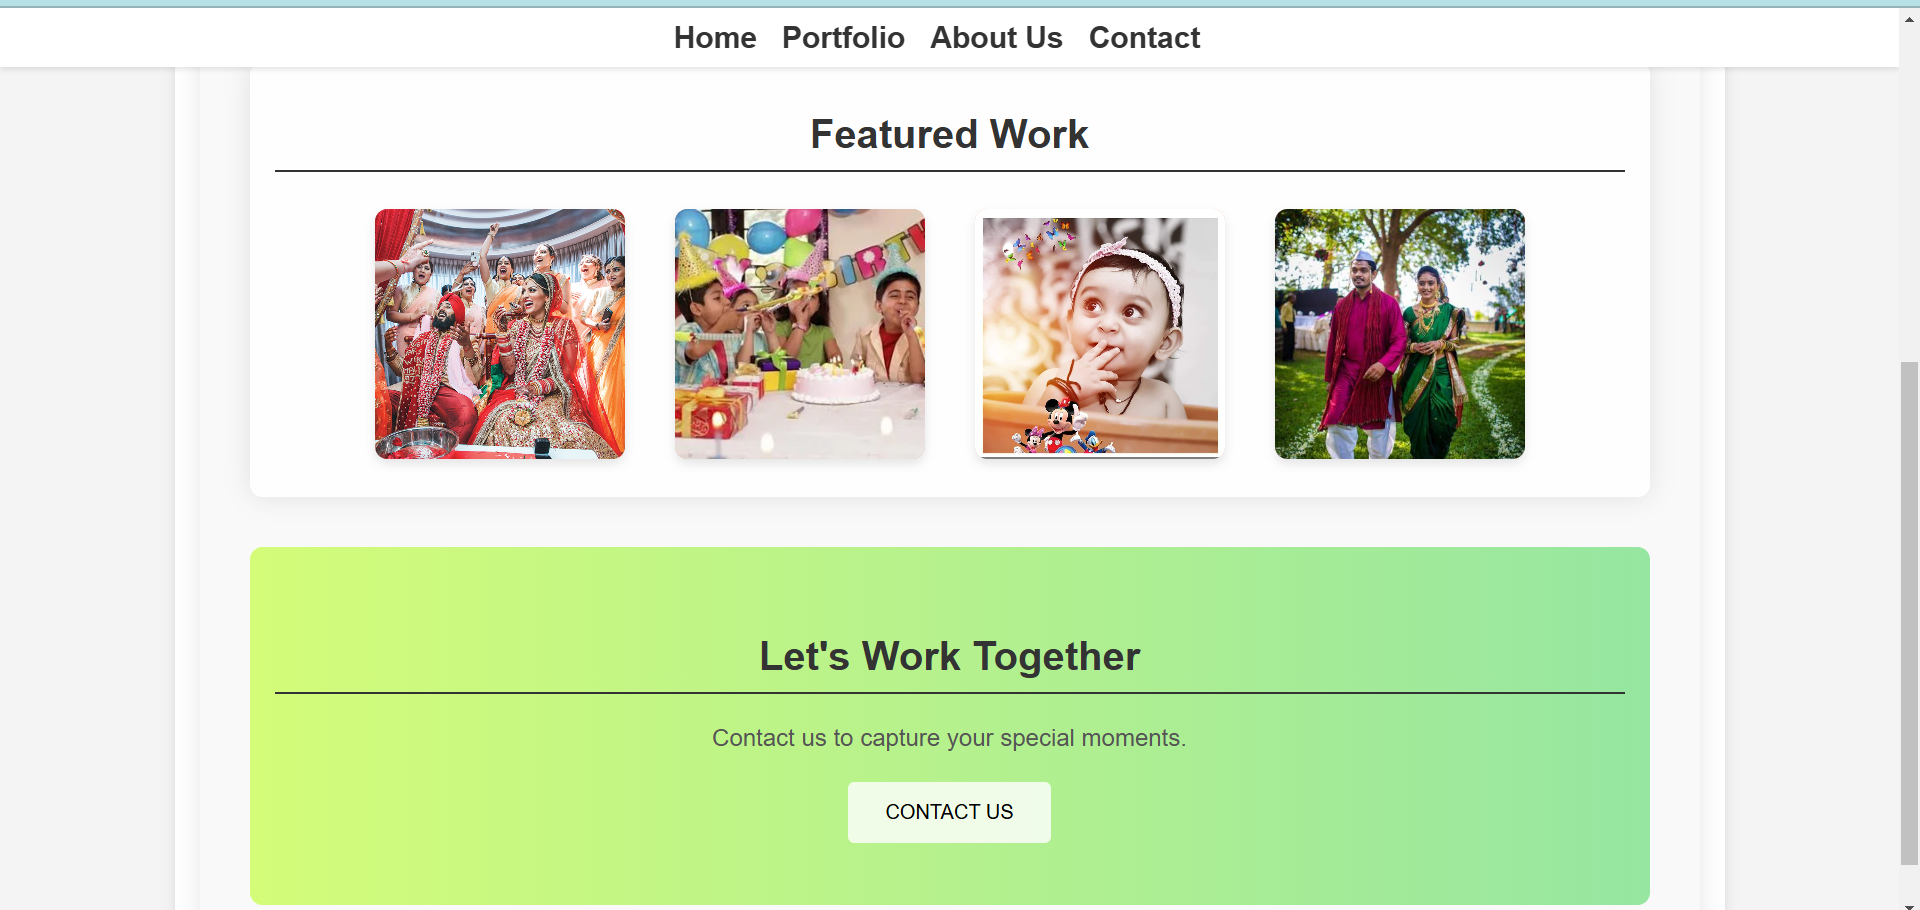 Home Portfolio About Us Contact
Featured Work
BIRTH
Let's Work Together
Contact us to capture your special moments.
CONTACT US